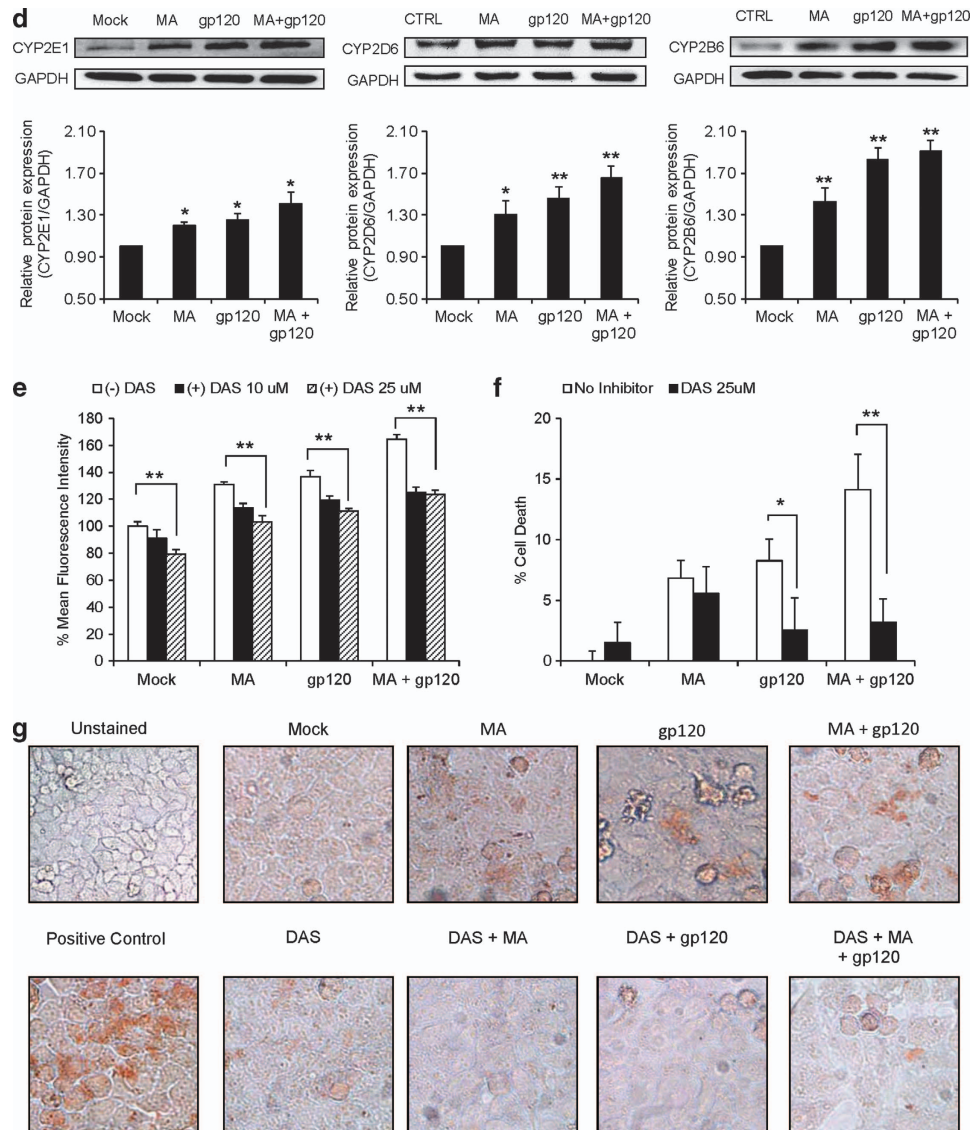 d
Mock MA gp120 MA+gp120
CYP2E1
GAPDH
CTRL MA gp120 MA+gp120
CYP2D6
GAPDH
CTRL MA gp120 MA+gp120
CYP2B6
GAPDH
Relative protein expression
(CYP2E1/GAPDH)
2.10
1.70
1.30
0.90
0.50
* * *
Mock MA gp120 MA +
gp120
Relative protein expression
(CYP2D6/GAPDH)
2.10
1.70
1.30
0.90
0.50
* ** **
Mock MA gp120 MA +
gp120
Relative protein expression
(CYP2B6/GAPDH)
2.10
1.70
1.30
0.90
0.50
** ** **
Mock MA gp120 MA +
gp120
e
(-) DAS (+) DAS 10 uM (+) DAS 25 uM
% Mean Fluorescence Intensity
180
160
140
120
100
80
60
40
20
0
** ** ** **
Mock MA gp120 MA + gp120
f
No Inhibitor DAS 25uM
% Cell Death
20
15
10
5
0
* **
Mock MA gp120 MA + gp120
g
Unstained Mock MA gp120 MA + gp120
Positive Control DAS DAS + MA DAS + gp120 DAS + MA
+ gp120